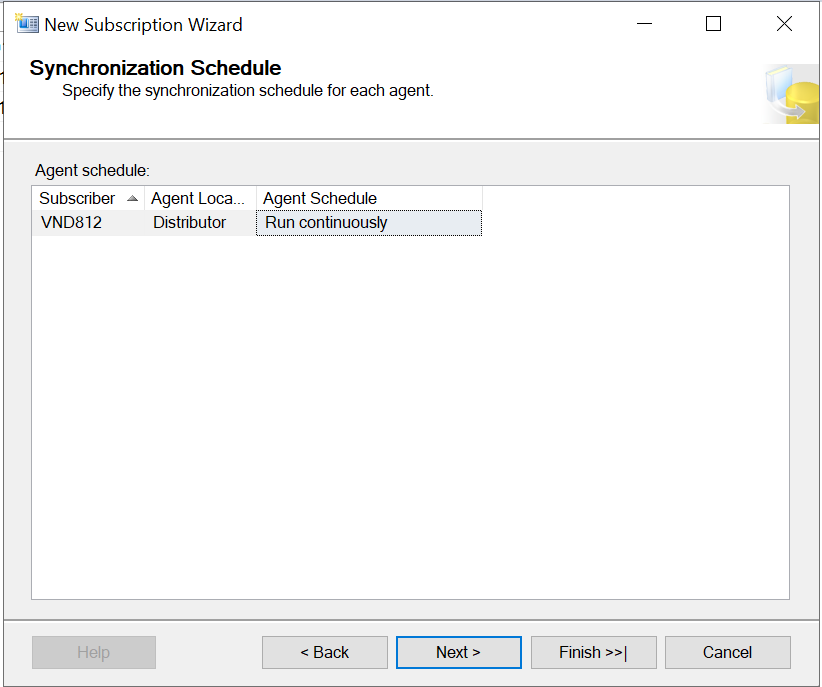 New Subscription Wizard
Synchronization Schedule
Specify the synchronization schedule for each agent.
Agent schedule:
Subscriber Agent Loca... Agent Schedule
VND812 Distributor Run continuously
Help < Back Next > Finish >>| Cancel